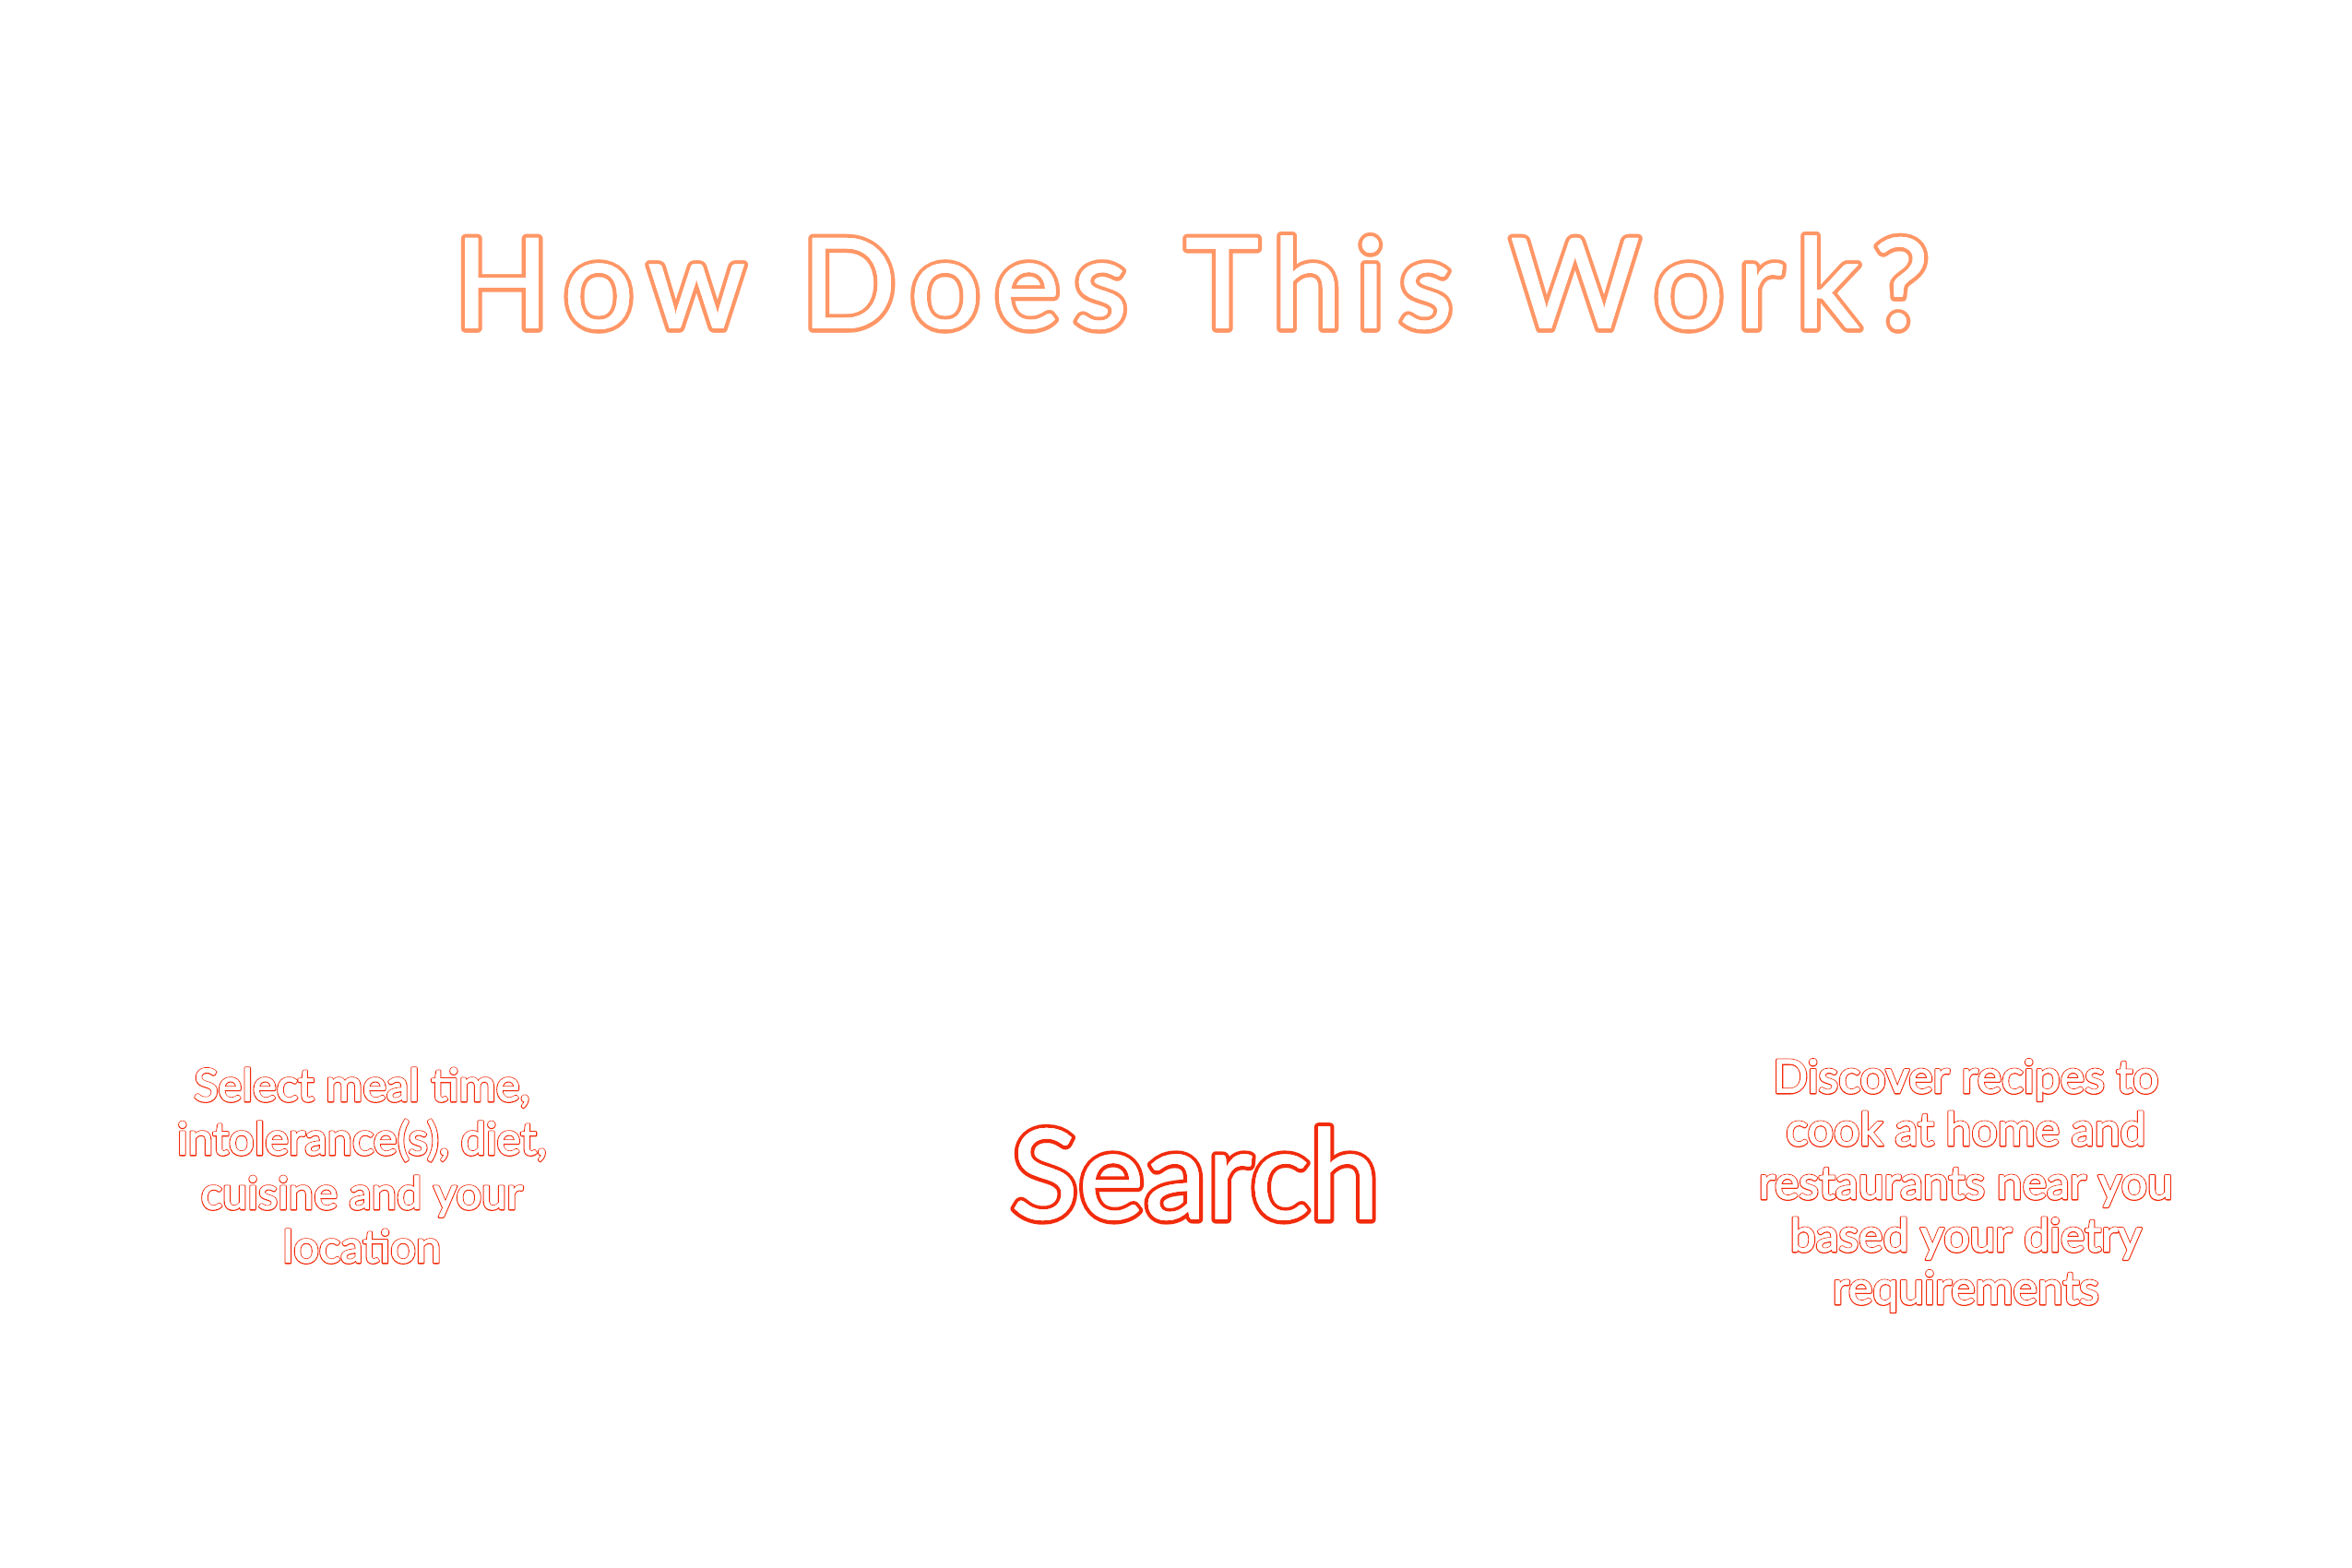 How Does This Work?
Select meal time,
intolerance(s), diet,
cuisine and your
location
Search
Discover recipes to
cook at home and
restaurants near you
based your dietry
requirements